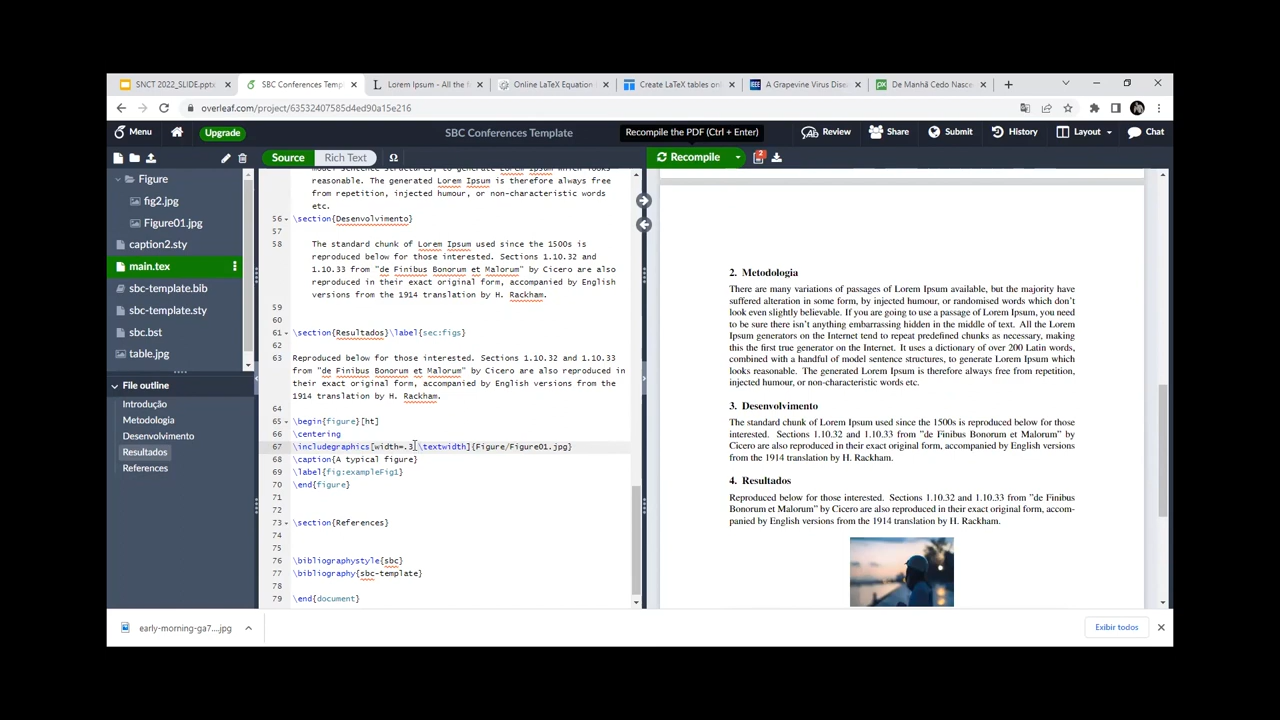 SNCT 2022_SLIDE.pptx
SBC Conferences Temp
Lorem Ipsum - All the f
Online LaTeX Equation
Create LaTeX tables onl
A Grapevine Virus Dise
De Manhã Cedo Nasce
overleaf.com/project/63532407585d4ed90a15e216
Menu
Upgrade
SBC Conferences Template
Recompile the PDF (Ctrl + Enter)
Review
Share
Submit
History
Layout
Chat
Source
Rich Text
Ω
Recompile
2
Figure
fig2.jpg
Figure01.jpg
caption2.sty
main.tex
sbc-template.bib
sbc-template.sty
sbc.bst
table.jpg
File outline
Introdução
Metodologia
Desenvolvimento
Resultados
References
model sentence structures, to generate Lorem Ipsum which looks
reasonable. The generated Lorem Ipsum is therefore always free
from repetition, injected humour, or non-characteristic words
etc.
56 \section{Desenvolvimento}
57
58 The standard chunk of Lorem Ipsum used since the 1500s is
reproduced below for those interested. Sections 1.10.32 and
1.10.33 from "de Finibus Bonorum et Malorum" by Cicero are also
reproduced in their exact original form, accompanied by English
versions from the 1914 translation by H. Rackham.
59
60
61 \section{Resultados}\label{sec:figs}
62
63 Reproduced below for those interested. Sections 1.10.32 and 1.10.33
from "de Finibus Bonorum et Malorum" by Cicero are also reproduced in
their exact original form, accompanied by English versions from the
1914 translation by H. Rackham.
64
65 \begin{figure}[ht]
66 \centering
67 \includegraphics[width=.3\textwidth]{Figure/Figure01.jpg}
68 \caption{A typical figure}
69 \label{fig:exampleFig1}
70 \end{figure}
71
72
73 \section{References}
74
75
76 \bibliographystyle{sbc}
77 \bibliography{sbc-template}
78
79 \end{document}
2. Metodologia
There are many variations of passages of Lorem Ipsum available, but the majority have
suffered alteration in some form, by injected humour, or randomised words which don't
look even slightly believable. If you are going to use a passage of Lorem Ipsum, you need
to be sure there isn't anything embarrassing hidden in the middle of text. All the Lorem
Ipsum generators on the Internet tend to repeat predefined chunks as necessary, making
this the first true generator on the Internet. It uses a dictionary of over 200 Latin words,
combined with a handful of model sentence structures, to generate Lorem Ipsum which
looks reasonable. The generated Lorem Ipsum is therefore always free from repetition,
injected humour, or non-characteristic words etc.
3. Desenvolvimento
The standard chunk of Lorem Ipsum used since the 1500s is reproduced below for those
interested. Sections 1.10.32 and 1.10.33 from "de Finibus Bonorum et Malorum" by
Cicero are also reproduced in their exact original form, accompanied by English versions
from the 1914 translation by H. Rackham.
4. Resultados
Reproduced below for those interested. Sections 1.10.32 and 1.10.33 from "de Finibus
Bonorum et Malorum" by Cicero are also reproduced in their exact original form, accom-
panied by English versions from the 1914 translation by H. Rackham.
early-morning-ga7....jpg
Exibir todos